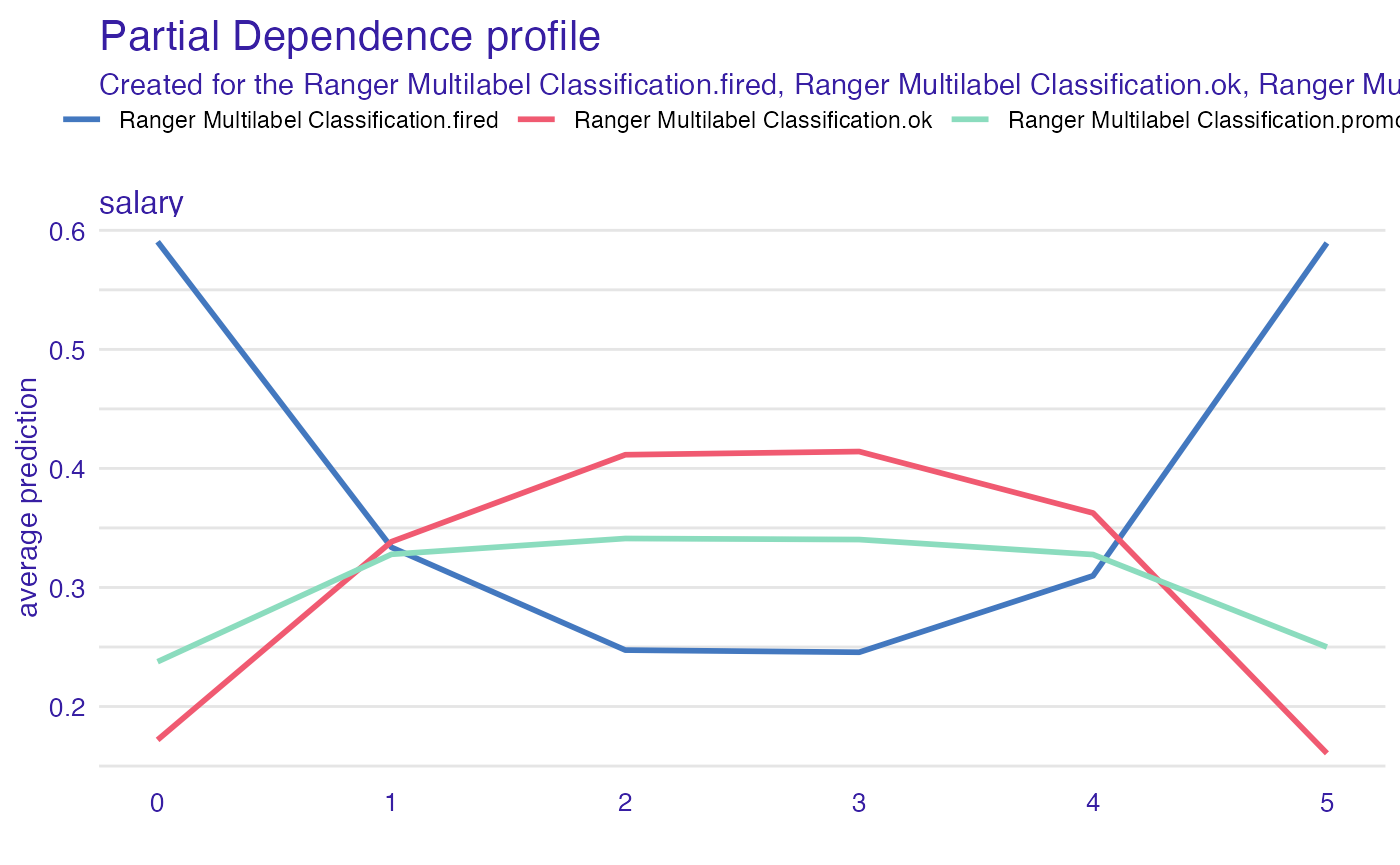 Partial Dependence profile
Created for the Ranger Multilabel Classification.fired, Ranger Multilabel Classification.ok, Ranger Mu
Ranger Multilabel Classification.fired Ranger Multilabel Classification.ok Ranger Multilabel Classification.promo
salary
0.6
0.5
0.4
0.3
0.2
average prediction
0 1 2 3 4 5